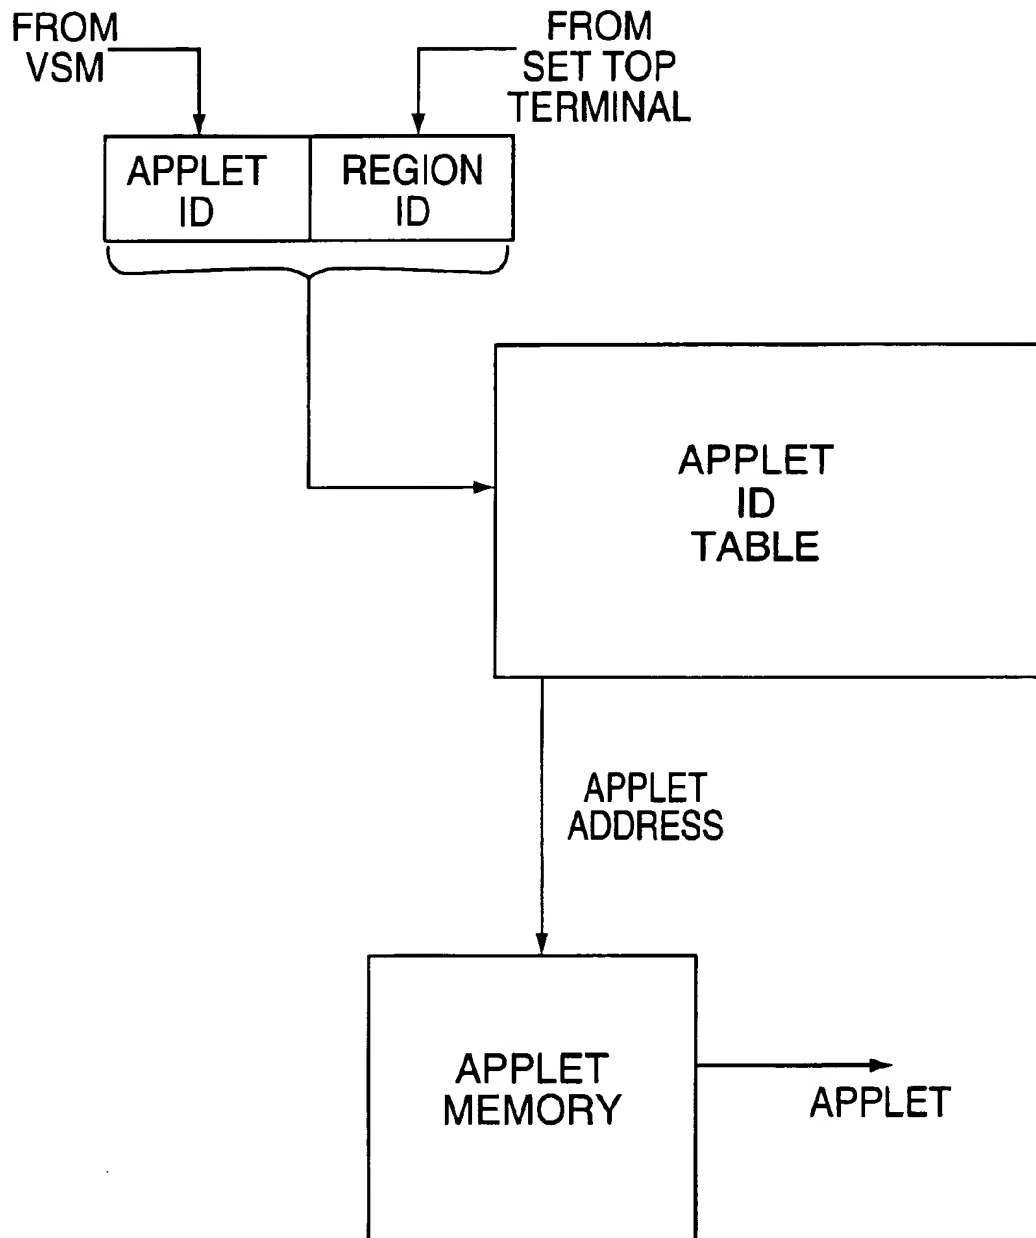 FROM
VSM
FROM
SET TOP
TERMINAL
APPLET
ID
REGION
ID
APPLET
ID
TABLE
APPLET
ADDRESS
APPLET
MEMORY
APPLET